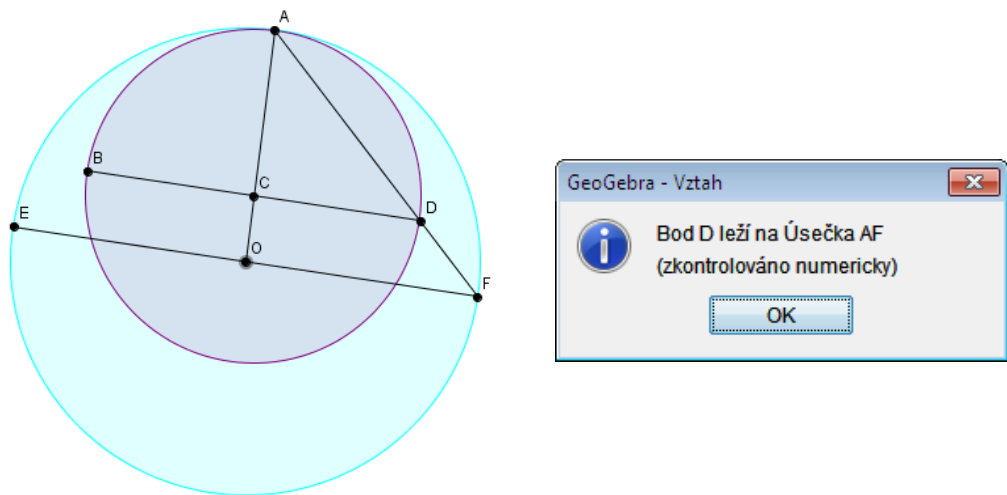 A
B
C
D
E
O
F
GeoGebra - Vztah
Bod D leží na Úsečka AF
(zkontrolováno numericky)
OK